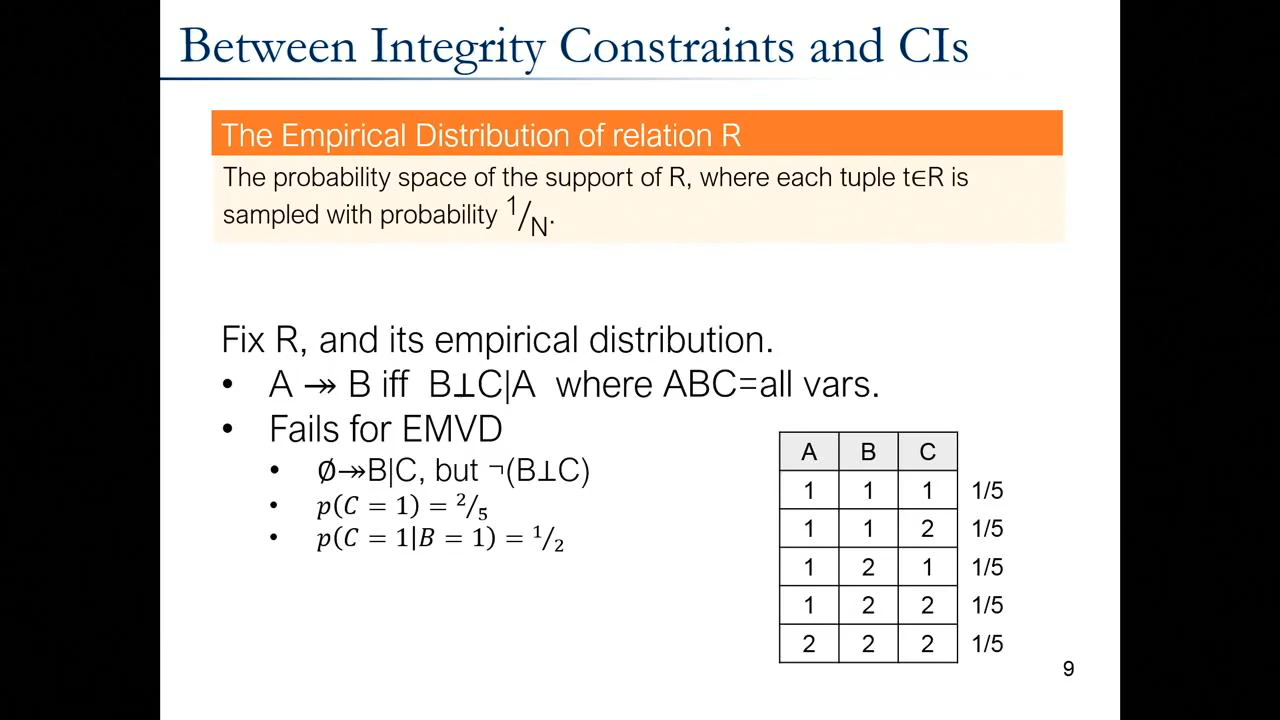 Between Integrity Constraints and CIs
The Empirical Distribution of relation R
The probability space of the support of R, where each tuple t∈R is
sampled with probability 1/N.
Fix R, and its empirical distribution.
• A ↠ B iff B⊥C|A where ABC=all vars.
• Fails for EMVD
• ∅↠B|C, but ¬(B⊥C)
• p(C = 1) = 2/5
• p(C = 1|B = 1) = 1/2
A B C
1 1 1 1/5
1 1 2 1/5
1 2 1 1/5
1 2 2 1/5
2 2 2 1/5
9